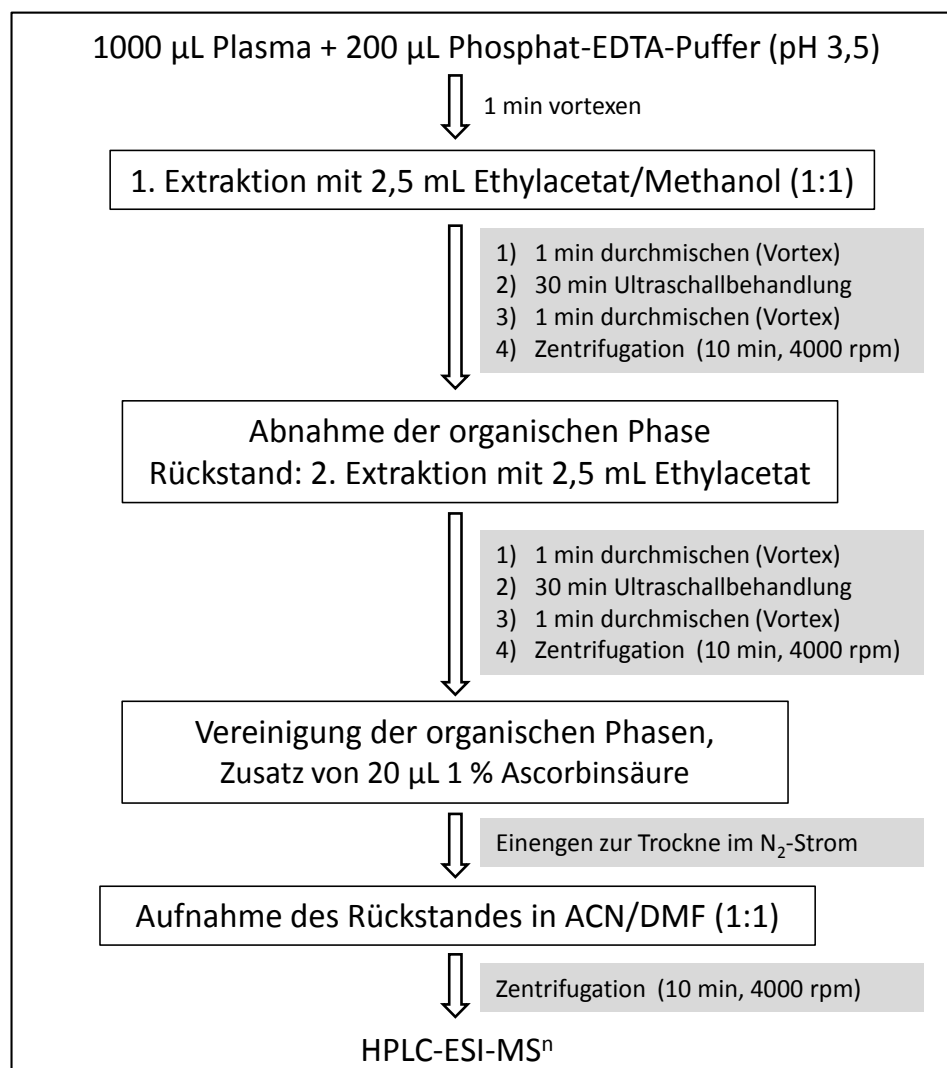 1000 µL Plasma + 200 µL Phosphat-EDTA-Puffer (pH 3,5)
1 min vortexen
1. Extraktion mit 2,5 mL Ethylacetat/Methanol (1:1)
1) 1 min durchmischen (Vortex)
2) 30 min Ultraschallbehandlung
3) 1 min durchmischen (Vortex)
4) Zentrifugation (10 min, 4000 rpm)
Abnahme der organischen Phase
Rückstand: 2. Extraktion mit 2,5 mL Ethylacetat
1) 1 min durchmischen (Vortex)
2) 30 min Ultraschallbehandlung
3) 1 min durchmischen (Vortex)
4) Zentrifugation (10 min, 4000 rpm)
Vereinigung der organischen Phasen,
Zusatz von 20 µL 1 % Ascorbinsäure
Einengen zur Trockne im N₂-Strom
Aufnahme des Rückstandes in ACN/DMF (1:1)
Zentrifugation (10 min, 4000 rpm)
HPLC-ESI-MSⁿ